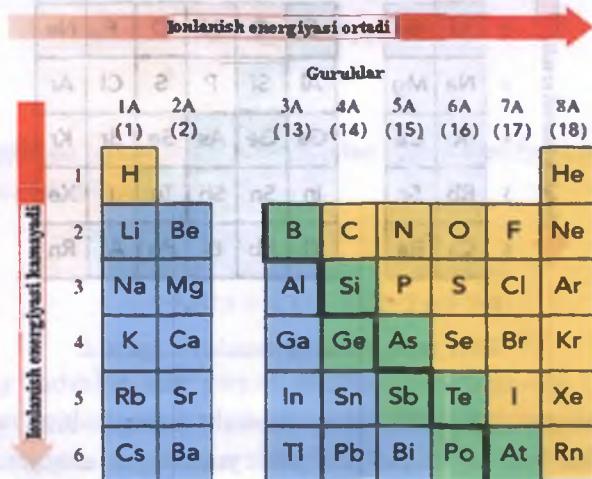 Ionlanish energiyasi ortadi
Guruhlar
1A 2A 3A 4A 5A 6A 7A 8A
(1) (2) (13) (14) (15) (16) (17) (18)
Ionlanish energiyasi kamayadi
1 H He
2 Li Be B C N O F Ne
3 Na Mg Al Si P S Cl Ar
4 K Ca Ga Ge As Se Br Kr
5 Rb Sr In Sn Sb Te I Xe
6 Cs Ba Tl Pb Bi Po At Rn